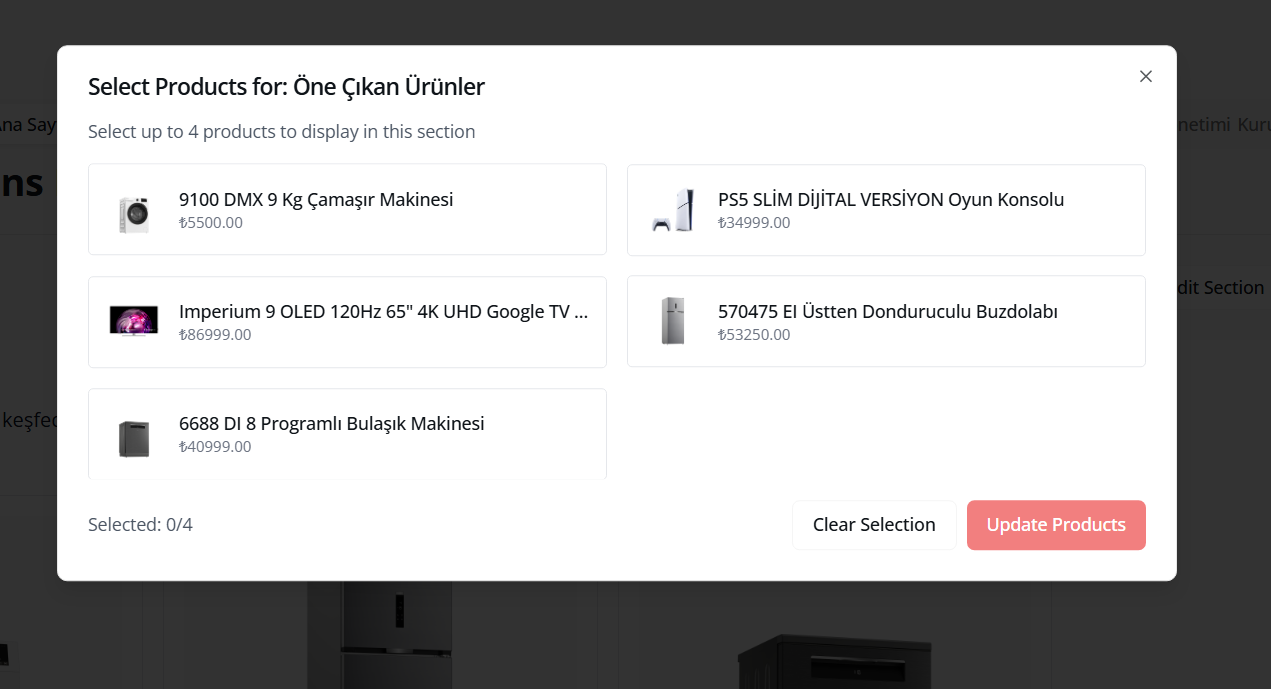 Select Products for: Öne Çıkan Ürünler
Select up to 4 products to display in this section
9100 DMX 9 Kg Çamaşır Makinesi
₺5500.00
PS5 SLİM DİJİTAL VERSİYON Oyun Konsolu
₺34999.00
Imperium 9 OLED 120Hz 65" 4K UHD Google TV ...
₺86999.00
570475 EI Üstten Donduruculu Buzdolabı
₺53250.00
6688 DI 8 Programlı Bulaşık Makinesi
₺40999.00
Selected: 0/4
Clear Selection
Update Products
na Say
netimi Kuru
ns
dit Section
keşfed